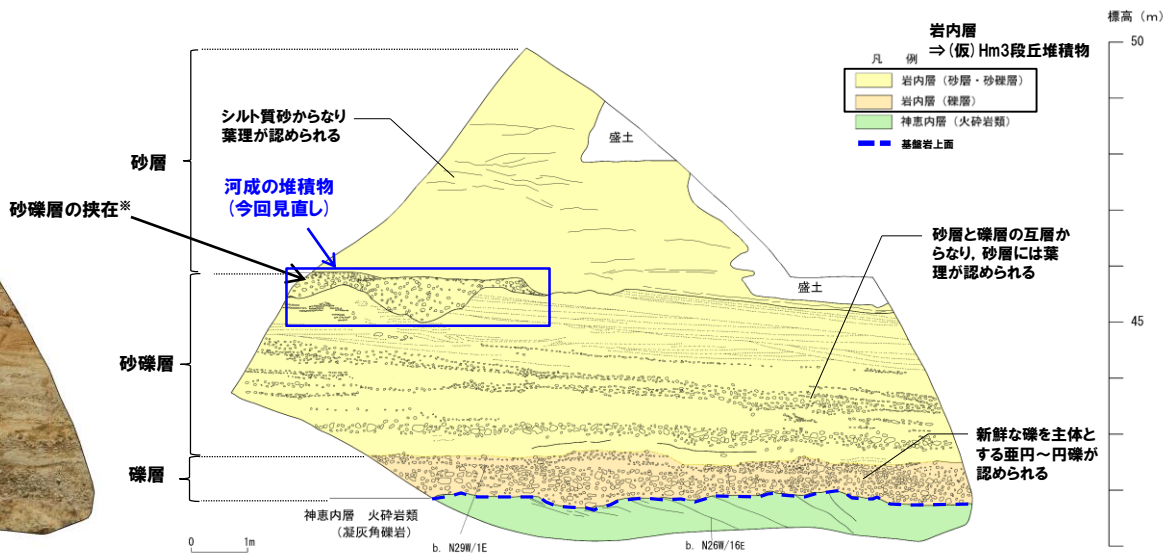 標高（m）
50
45
岩内層
⇒(仮)Hm3段丘堆積物
凡　例
岩内層（砂層・砂礫層）
岩内層（礫層）
神恵内層（火砕岩類）
基盤岩上面
シルト質砂からなり
葉理が認められる
盛土
砂層
河成の堆積物
(今回見直し)
砂礫層の挟在※
砂層と礫層の互層か
らなり，砂層には葉
理が認められる
盛土
砂礫層
新鮮な礫を主体と
する亜円～円礫が
認められる
礫層
神恵内層　火砕岩類
（凝灰角礫岩）
0 1m
b. N29W/1E
b. N26W/16E